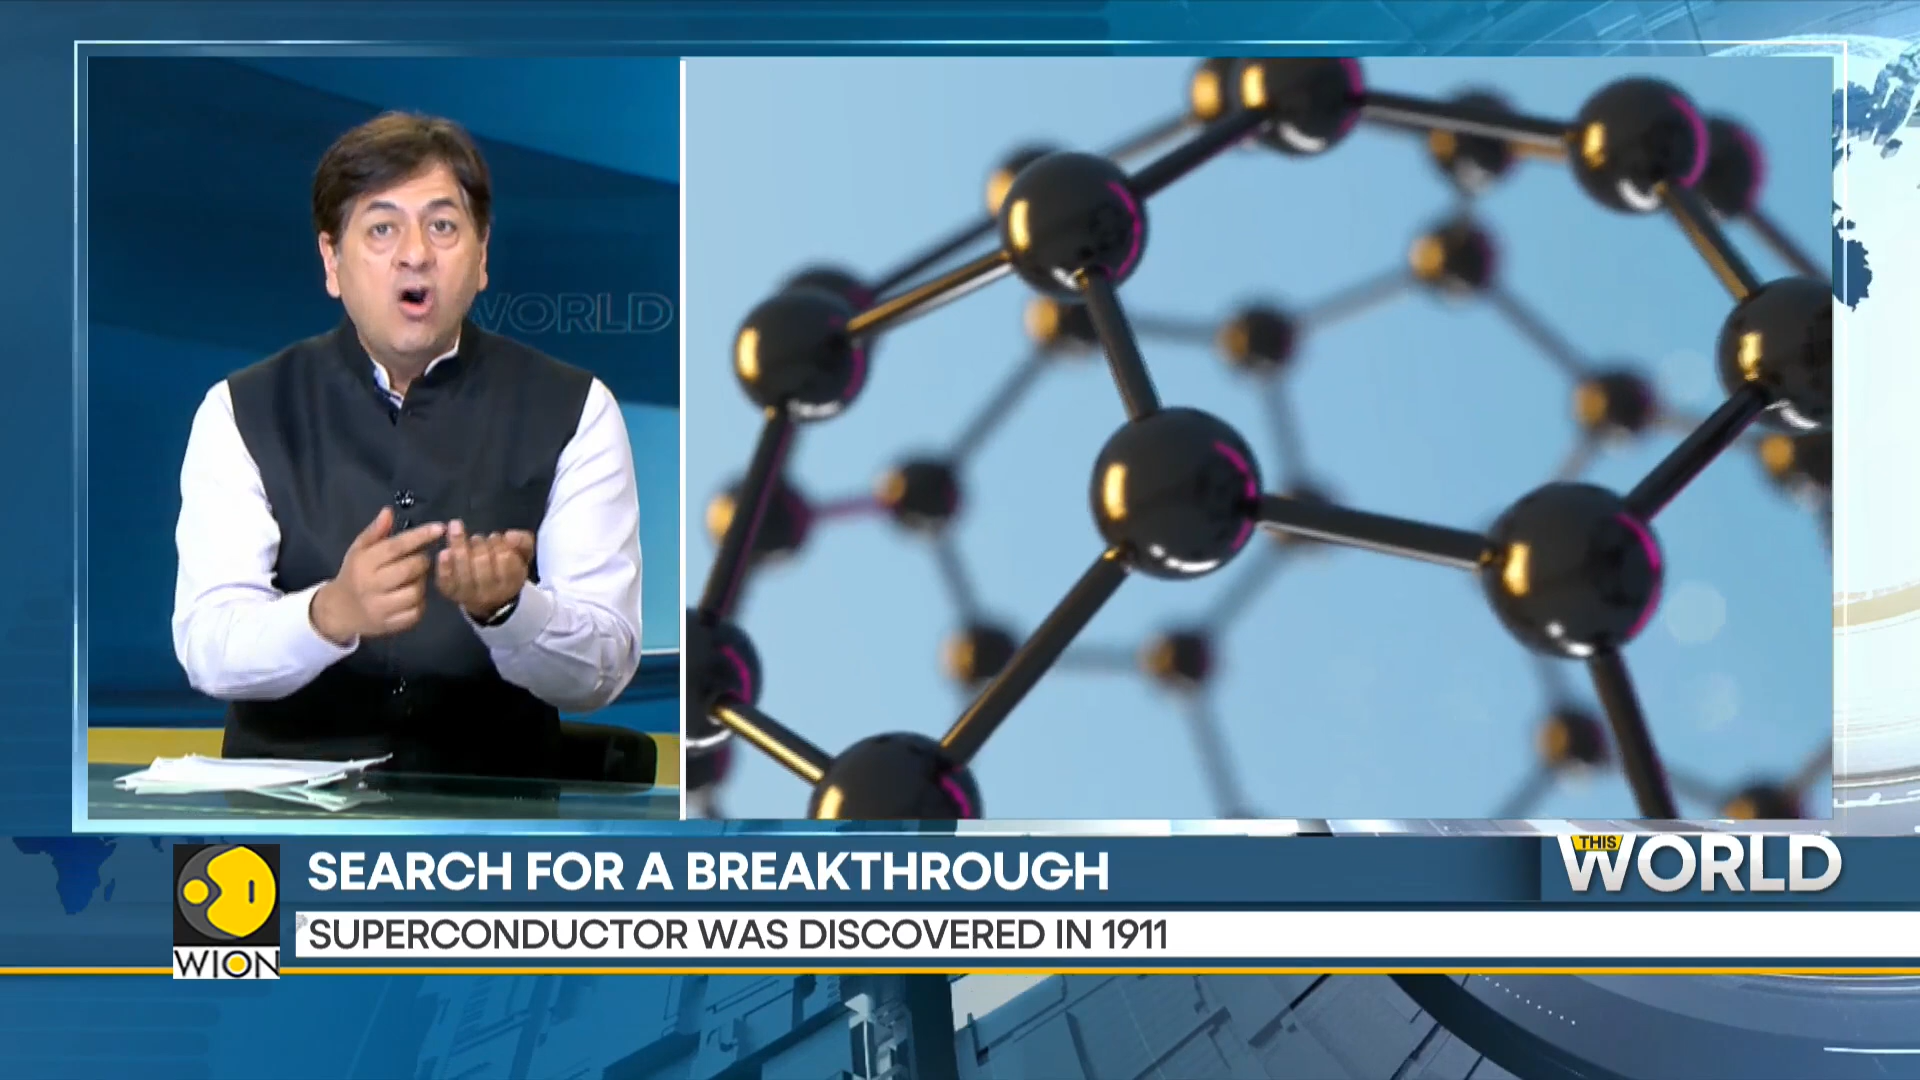 WORLD
THIS
WORLD
SEARCH FOR A BREAKTHROUGH
SUPERCONDUCTOR WAS DISCOVERED IN 1911
WION